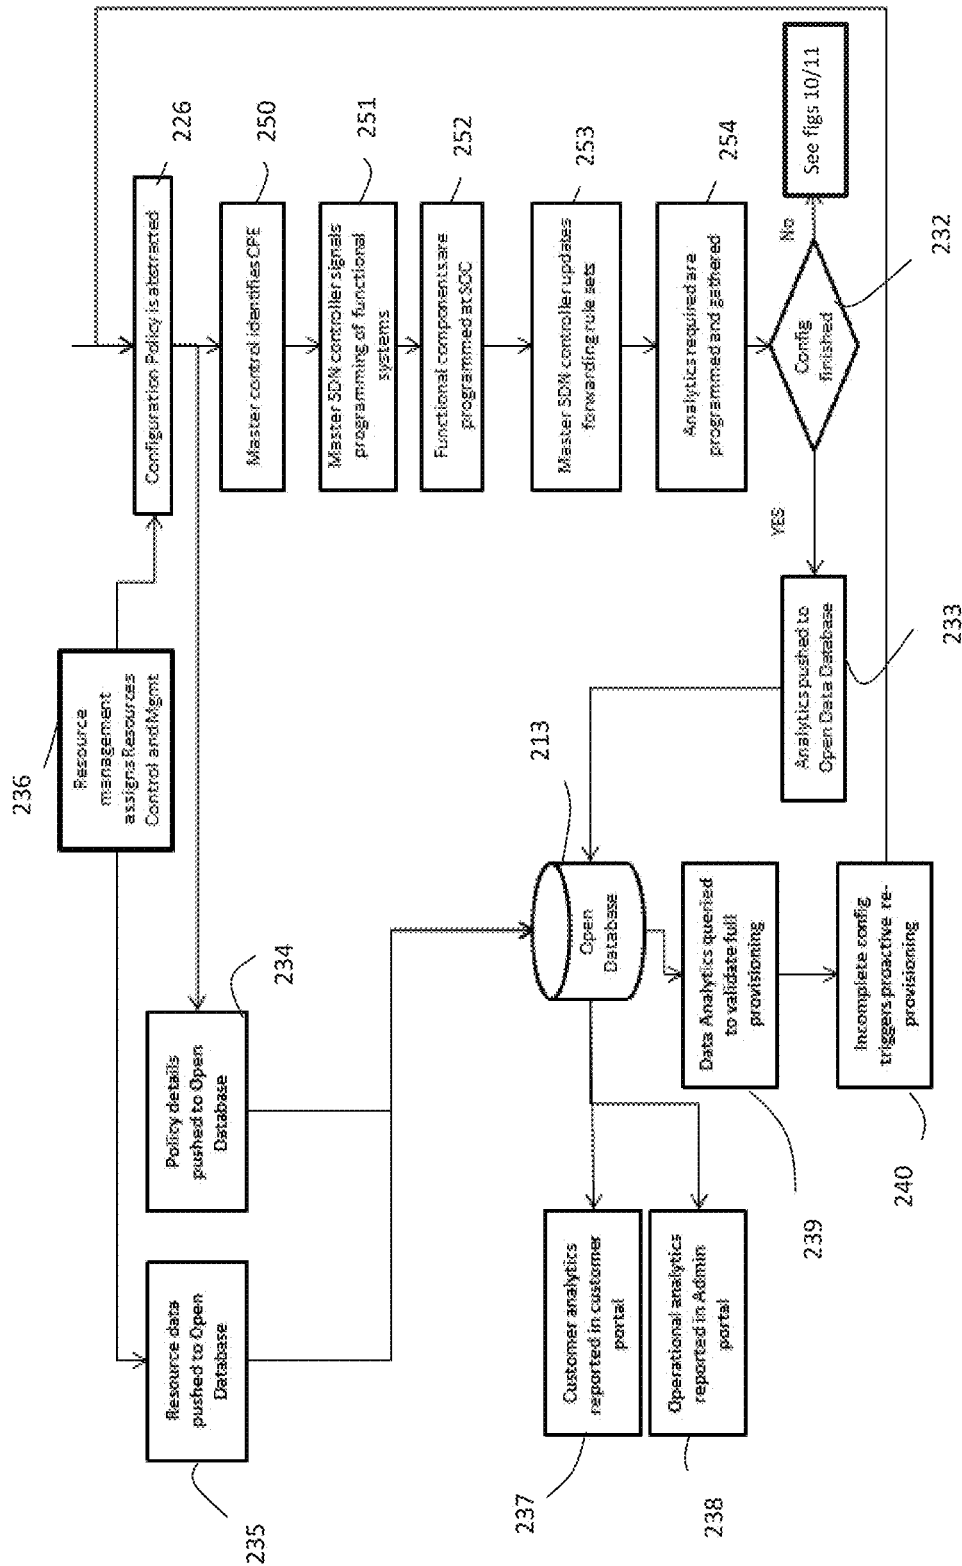 236
Resource
management
assigns Resources
Control and Mgmt
226
Configuration Policy is abstracted
250
Master control identifies CPE
251
Master SDN controller signals
programming of functional
systems
252
Functional components are
programmed at SOC
253
Master SDN controller updates
forwarding rule sets
254
Analytics required are
programmed and gathered
232
Config
finished
No
See figs 10/11
YES
233
Analytics pushed to
Open Data Database
235
Resource data
pushed to Open
Database
234
Policy details
pushed to Open
Database
213
Open
Database
237
Customer analytics
reported in customer
portal
238
Operational analytics
reported in Admin
portal
239
Data Analytics queried
to validate full
provisioning
240
Incomplete config
triggers proactive re-
provisioning